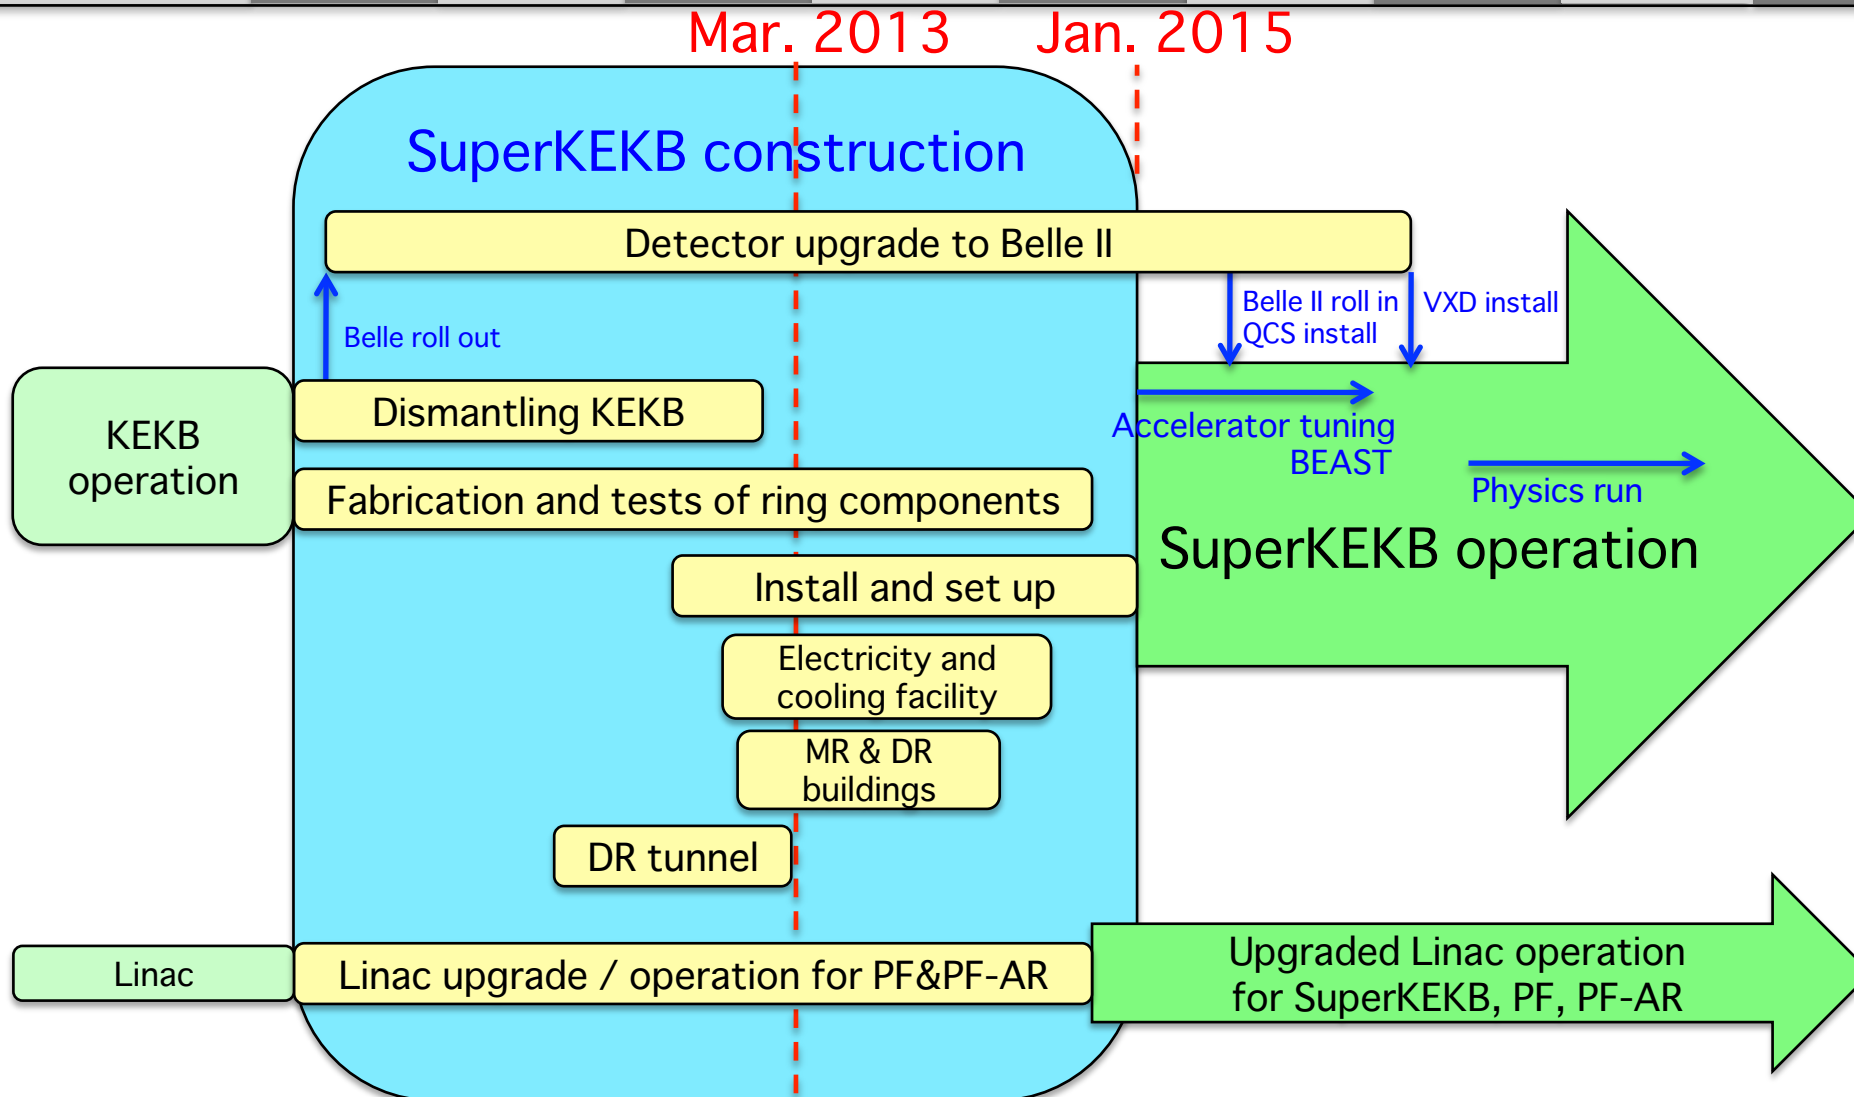 Mar. 2013
Jan. 2015
SuperKEKB construction
Detector upgrade to Belle II
Belle II roll in
QCS install
VXD install
Belle roll out
KEKB
operation
Dismantling KEKB
Accelerator tuning
BEAST
Physics run
Fabrication and tests of ring components
SuperKEKB operation
Install and set up
Electricity and
cooling facility
MR & DR
buildings
DR tunnel
Linac
Linac upgrade / operation for PF&PF-AR
Upgraded Linac operation
for SuperKEKB, PF, PF-AR